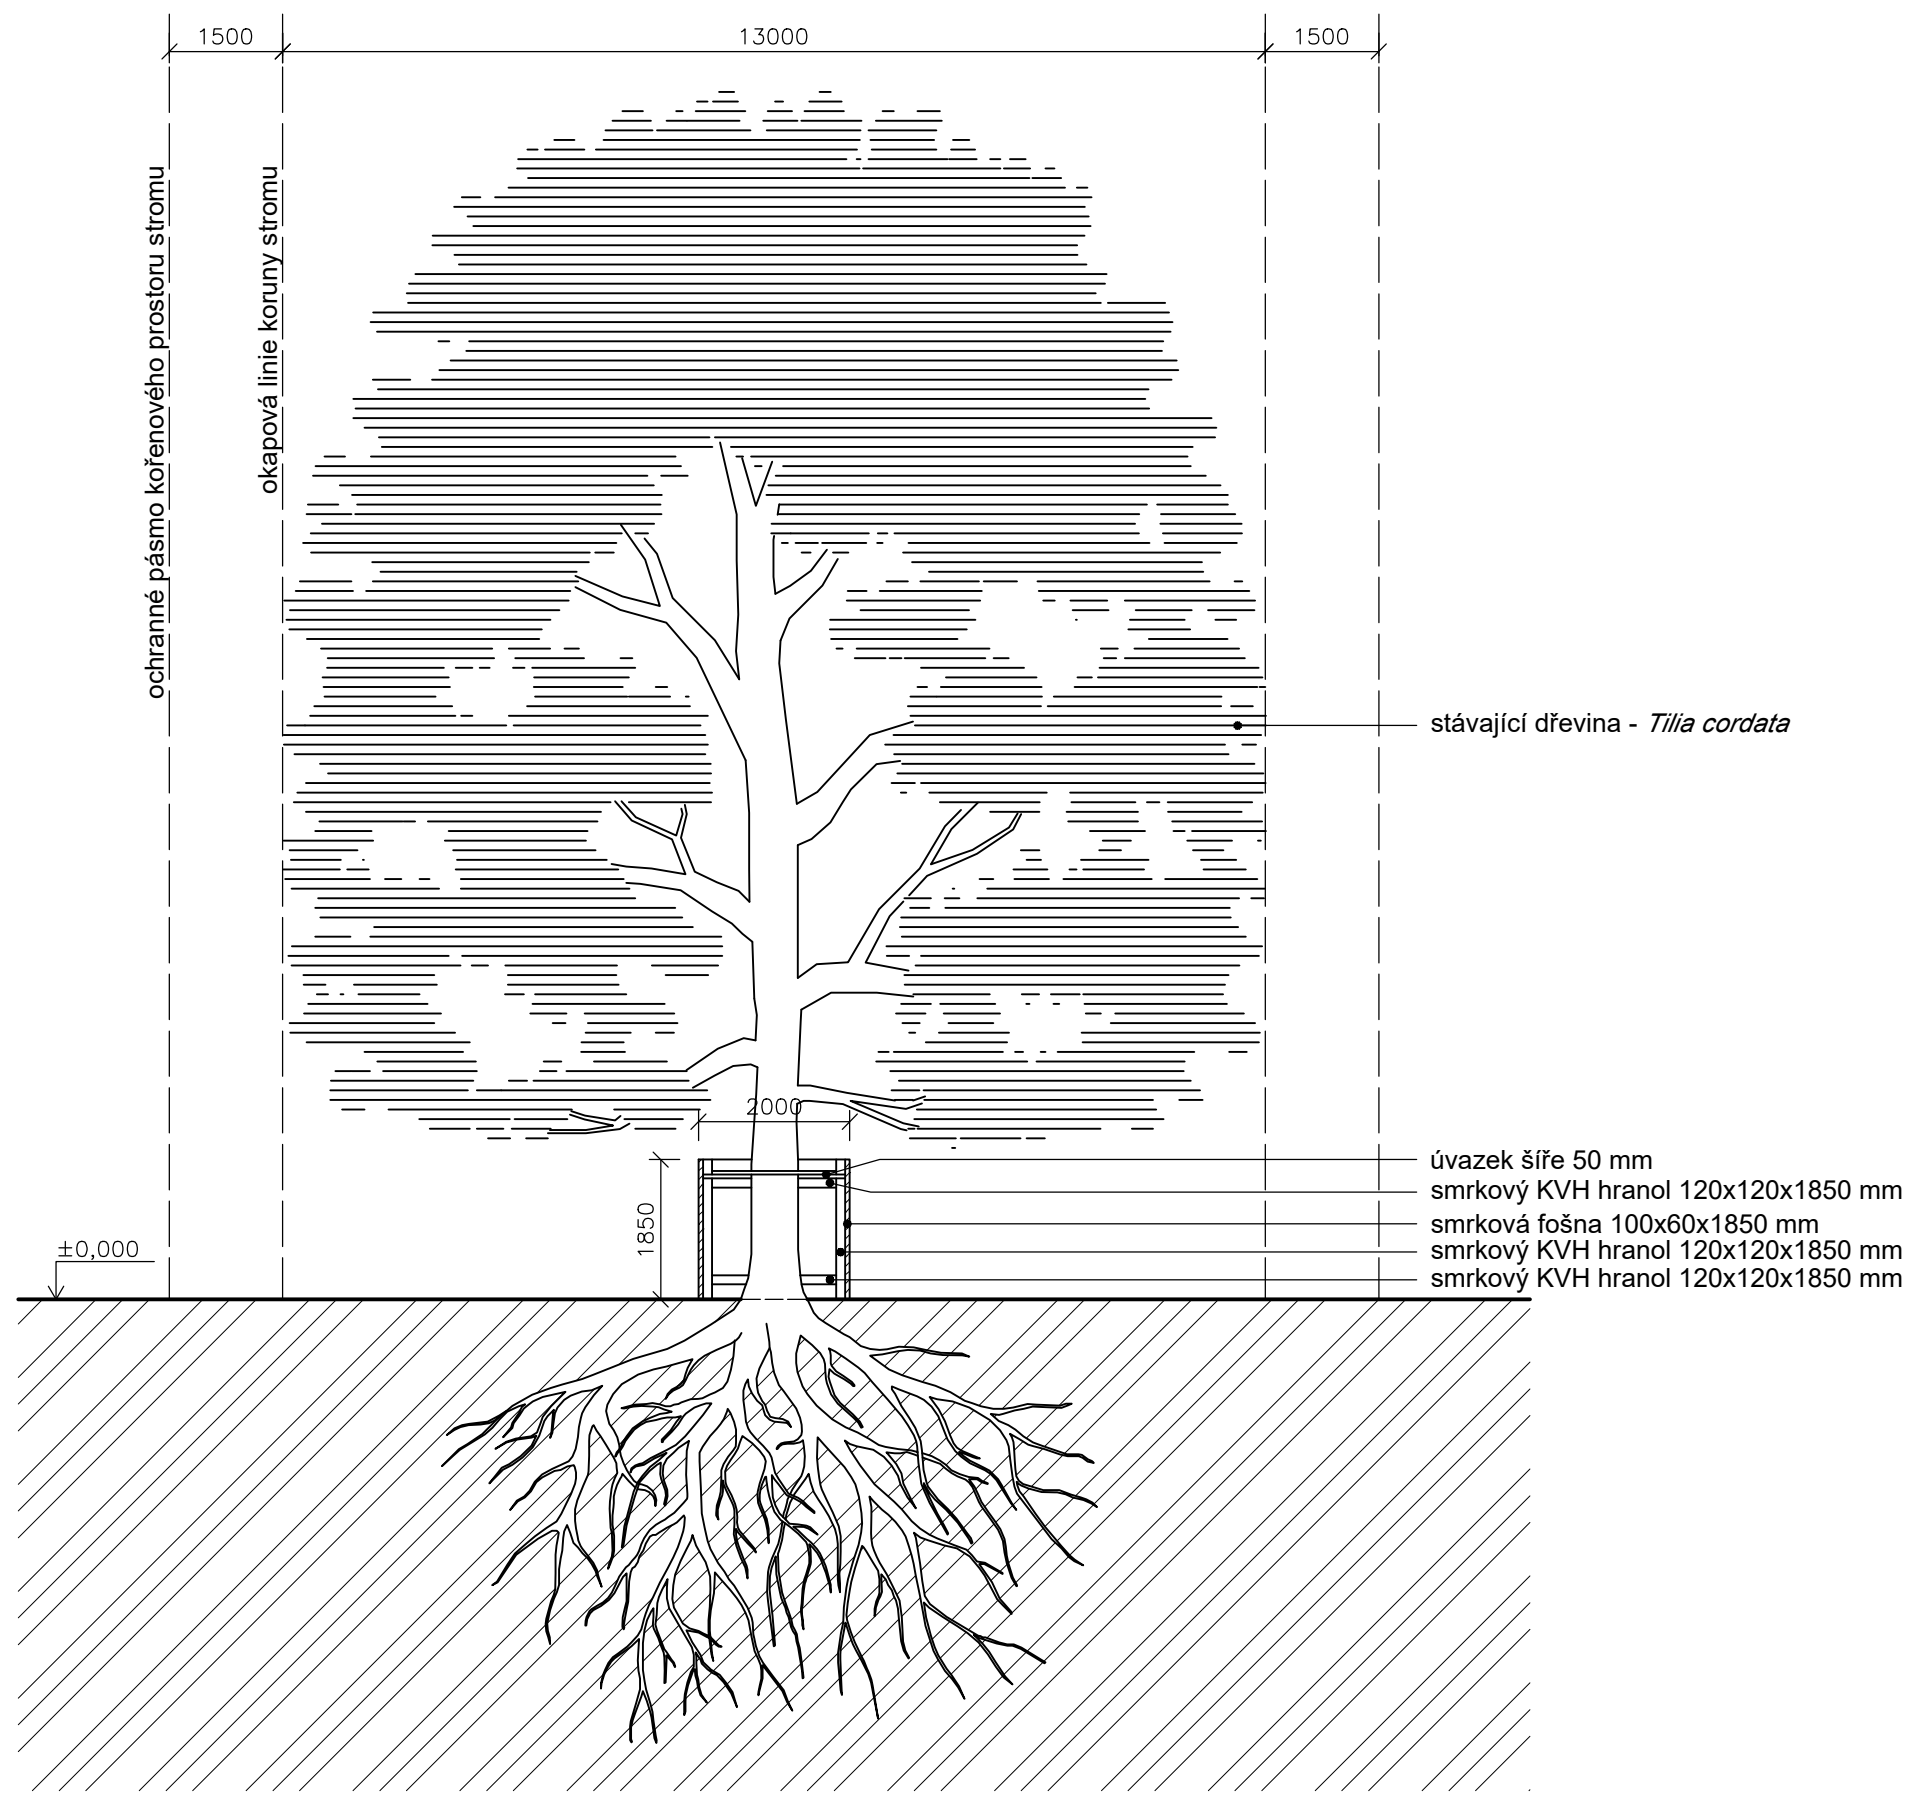 1500
13000
1500
ochranné pásmo kořenového prostoru stromu
okapová linie koruny stromu
stávající dřevina - Tilia cordata
2000
úvazek šíře 50 mm
smrkový KVH hranol 120x120x1850 mm
1850
smrková fošna 100x60x1850 mm
±0,000
smrkový KVH hranol 120x120x1850 mm
smrkový KVH hranol 120x120x1850 mm